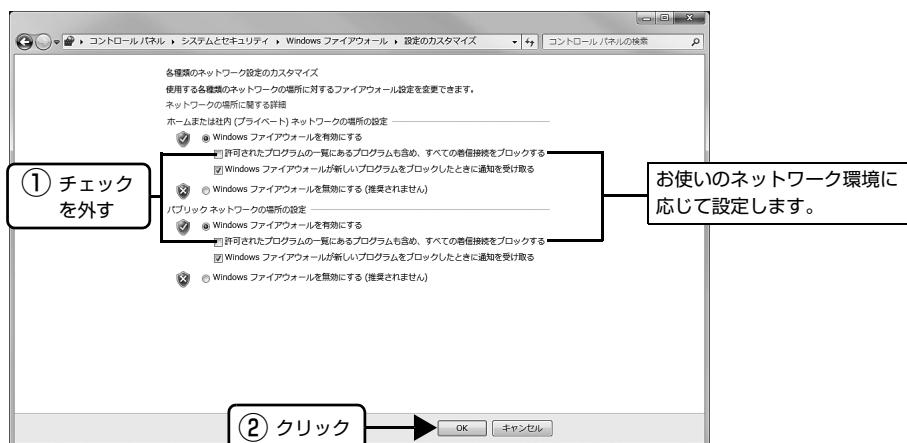 コントロール パネル ▸ システムとセキュリティ ▸ Windows ファイアウォール ▸ 設定のカスタマイズ
コントロール パネルの検索
各種類のネットワーク設定のカスタマイズ
使用する各種類のネットワークの場所に対するファイアウォール設定を変更できます。
ネットワークの場所に関する詳細
ホームまたは社内 (プライベート) ネットワークの場所の設定
Windows ファイアウォールを有効にする
許可されたプログラムの一覧にあるプログラムも含め、すべての着信接続をブロックする
Windows ファイアウォールが新しいプログラムをブロックしたときに通知を受け取る
Windows ファイアウォールを無効にする (推奨されません)
パブリック ネットワークの場所の設定
Windows ファイアウォールを有効にする
許可されたプログラムの一覧にあるプログラムも含め、すべての着信接続をブロックする
Windows ファイアウォールが新しいプログラムをブロックしたときに通知を受け取る
Windows ファイアウォールを無効にする (推奨されません)
① チェック
を外す
お使いのネットワーク環境に
応じて設定します。
② クリック
OK
キャンセル